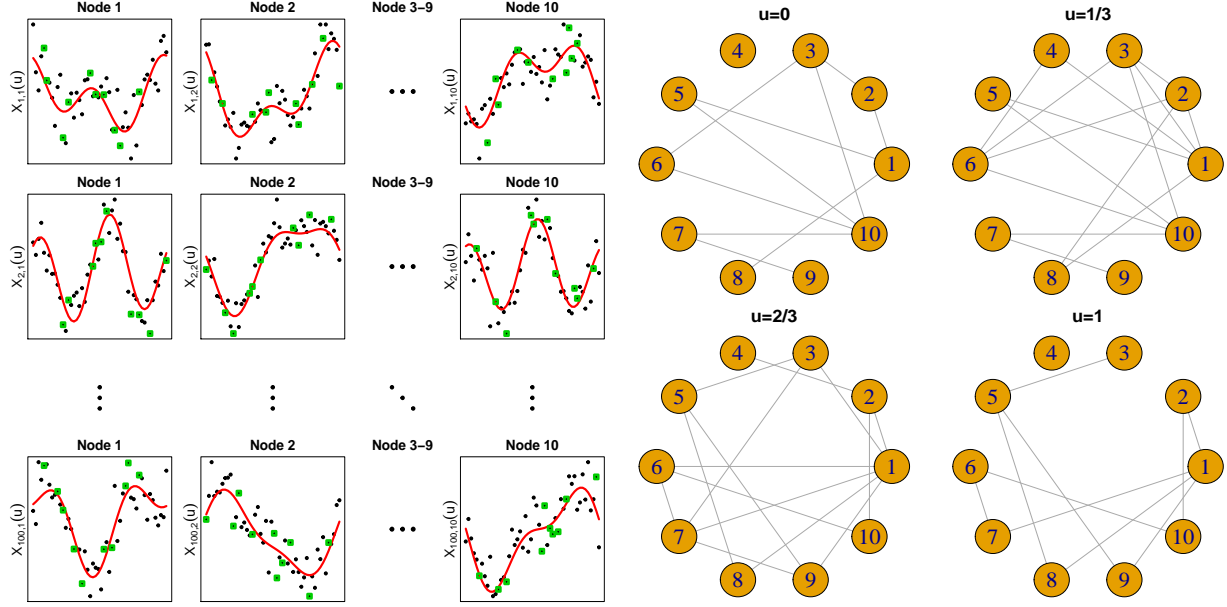 Node 1 Node 2 Node 3–9 Node 10
X1,1(u) X1,2(u) X1,10(u)
Node 1 Node 2 Node 3–9 Node 10
X2,1(u) X2,2(u) X2,10(u)
Node 1 Node 2 Node 3–9 Node 10
X100,1(u) X100,2(u) X100,10(u)
u=0
4 3
5 2
6 1
7 10
8 9
u=1/3
4 3
5 2
6 1
7 10
8 9
u=2/3
4 3
5 2
6 1
7 10
8 9
u=1
4 3
5 2
6 1
7 10
8 9